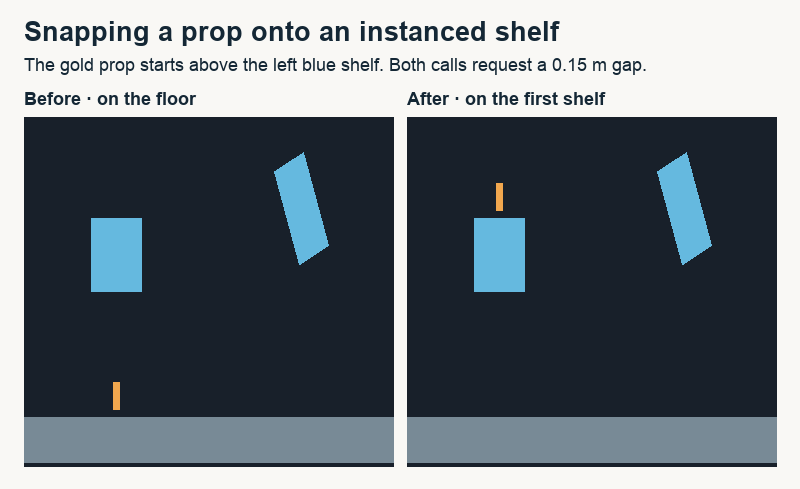 Snapping a prop onto an instanced shelf
The gold prop starts above the left blue shelf. Both calls request a 0.15 m gap.
Before · on the floor
After · on the first shelf